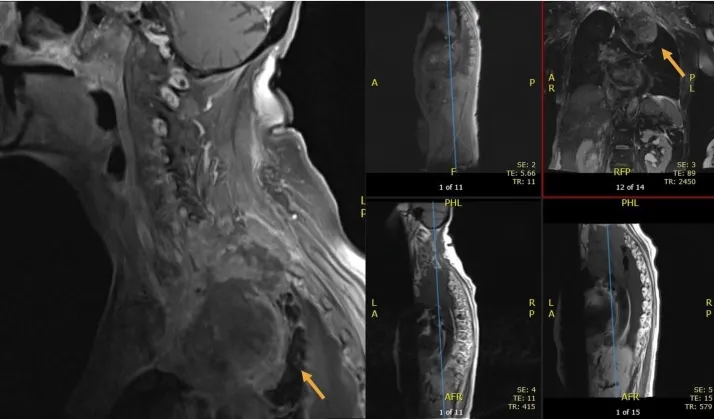 A
P
F
SE: 2
TE: 5.66
TR: 11
1 of 11
A
R
P
L
RFP
SE: 3
TE: 89
TR: 2450
12 of 14
L
P
PHL
L
A
R
P
AFR
SE: 4
TE: 11
TR: 415
1 of 11
PHL
L
A
R
P
AFR
SE: 5
TE: 15
TR: 579
1 of 15